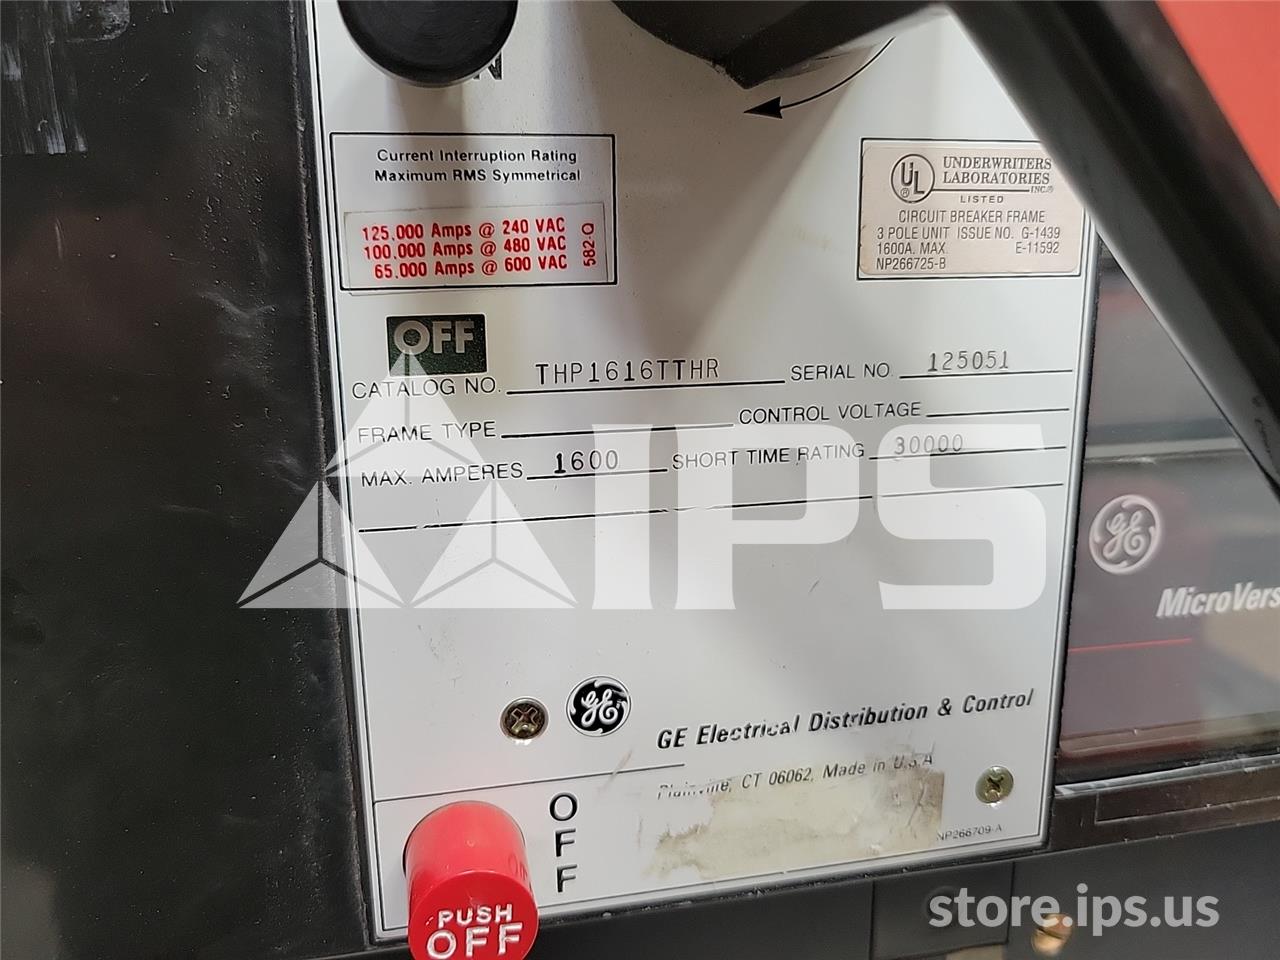 N
Current Interruption Rating
Maximum RMS Symmetrical
125,000 Amps @ 240 VAC
100,000 Amps @ 480 VAC
65,000 Amps @ 600 VAC
582-Q
UL
UNDERWRITERS
LABORATORIES
INC.®
LISTED
CIRCUIT BREAKER FRAME
3 POLE UNIT ISSUE NO. G-1439
1600A. MAX. E-11592
NP266725-B
OFF
CATALOG NO. THP1616TTHR SERIAL NO. 125051
FRAME TYPE CONTROL VOLTAGE
MAX. AMPERES 1600 SHORT TIME RATING 30000
IPS
GE
MicroVers
GE
GE Electrical Distribution & Control
Plainville, CT 06062, Made in U.S.A
NP266709-A
OFF
PUSH
OFF
store.ips.us